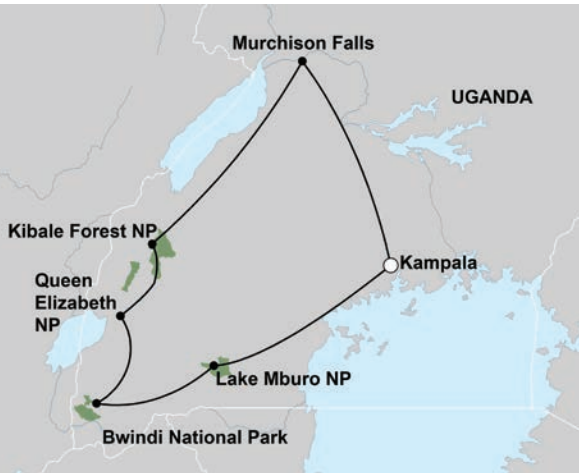 Murchison Falls
UGANDA
Kibale Forest NP
Kampala
Queen
Elizabeth
NP
Lake Mburo NP
Bwindi National Park